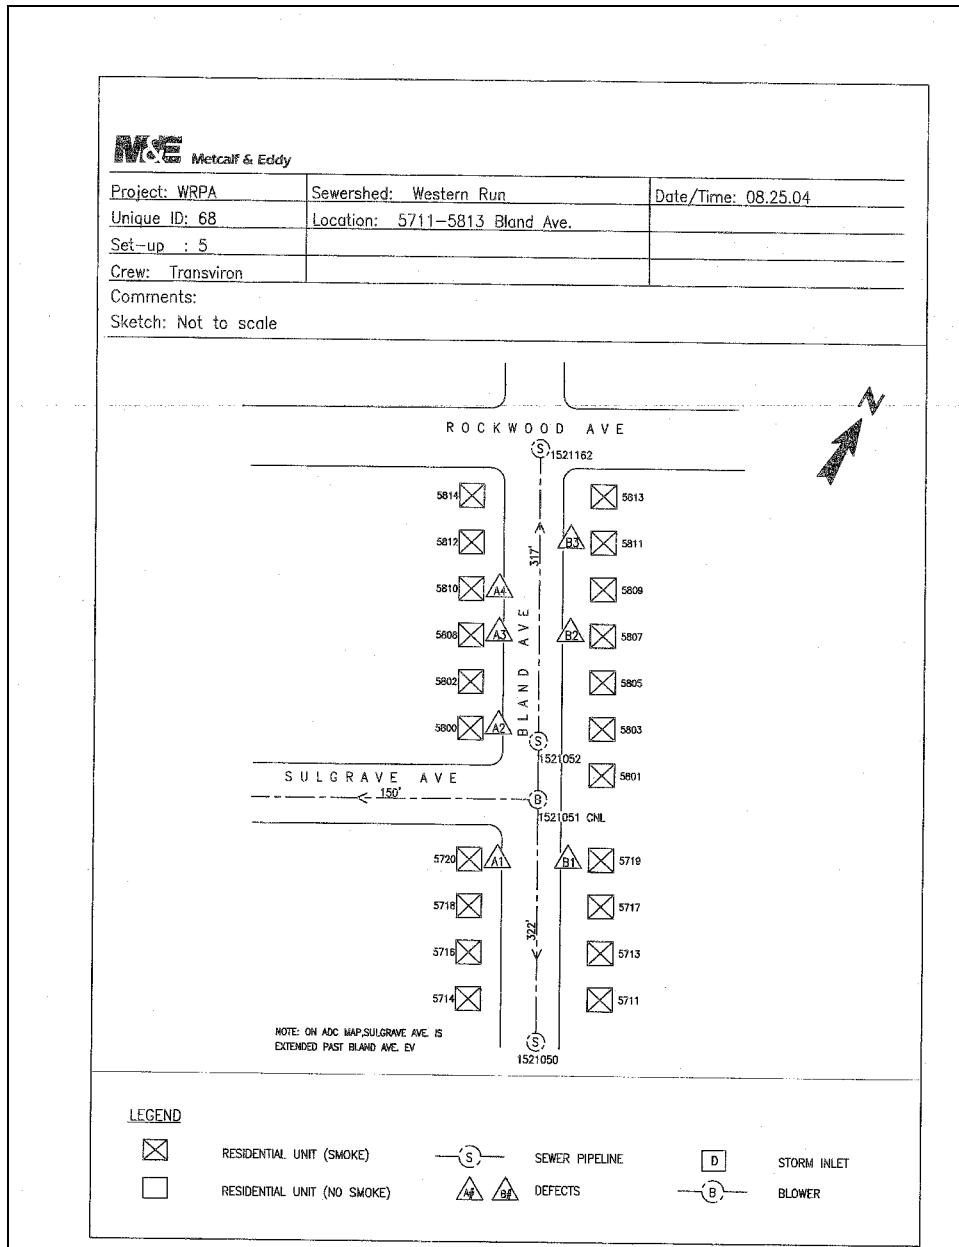 M&E Metcalf & Eddy
Project: WRPA Sewershed: Western Run Date/Time: 08.25.04
Unique ID: 68 Location: 5711-5813 Bland Ave.
Set-up : 5
Crew: Transviron
Comments:
Sketch: Not to scale
N
ROCKWOOD AVE
S 1521162
5814 5813
5812 B3 5811
317'
5810 A4 5809
5808 A3 B2 5807
BLAND AVE
5802 5805
5800 A2 5803
S
1521052
SULGRAVE AVE 5801
150' B
1521051 CNL
5720 A1 B1 5719
5718 5717
322'
5716 5713
5714 5711
NOTE: ON ADC MAP,SULGRAVE AVE. IS
EXTENDED PAST BLAND AVE. EV
S
1521050
LEGEND
RESIDENTIAL UNIT (SMOKE) S SEWER PIPELINE D STORM INLET
RESIDENTIAL UNIT (NO SMOKE) A# B# DEFECTS B BLOWER